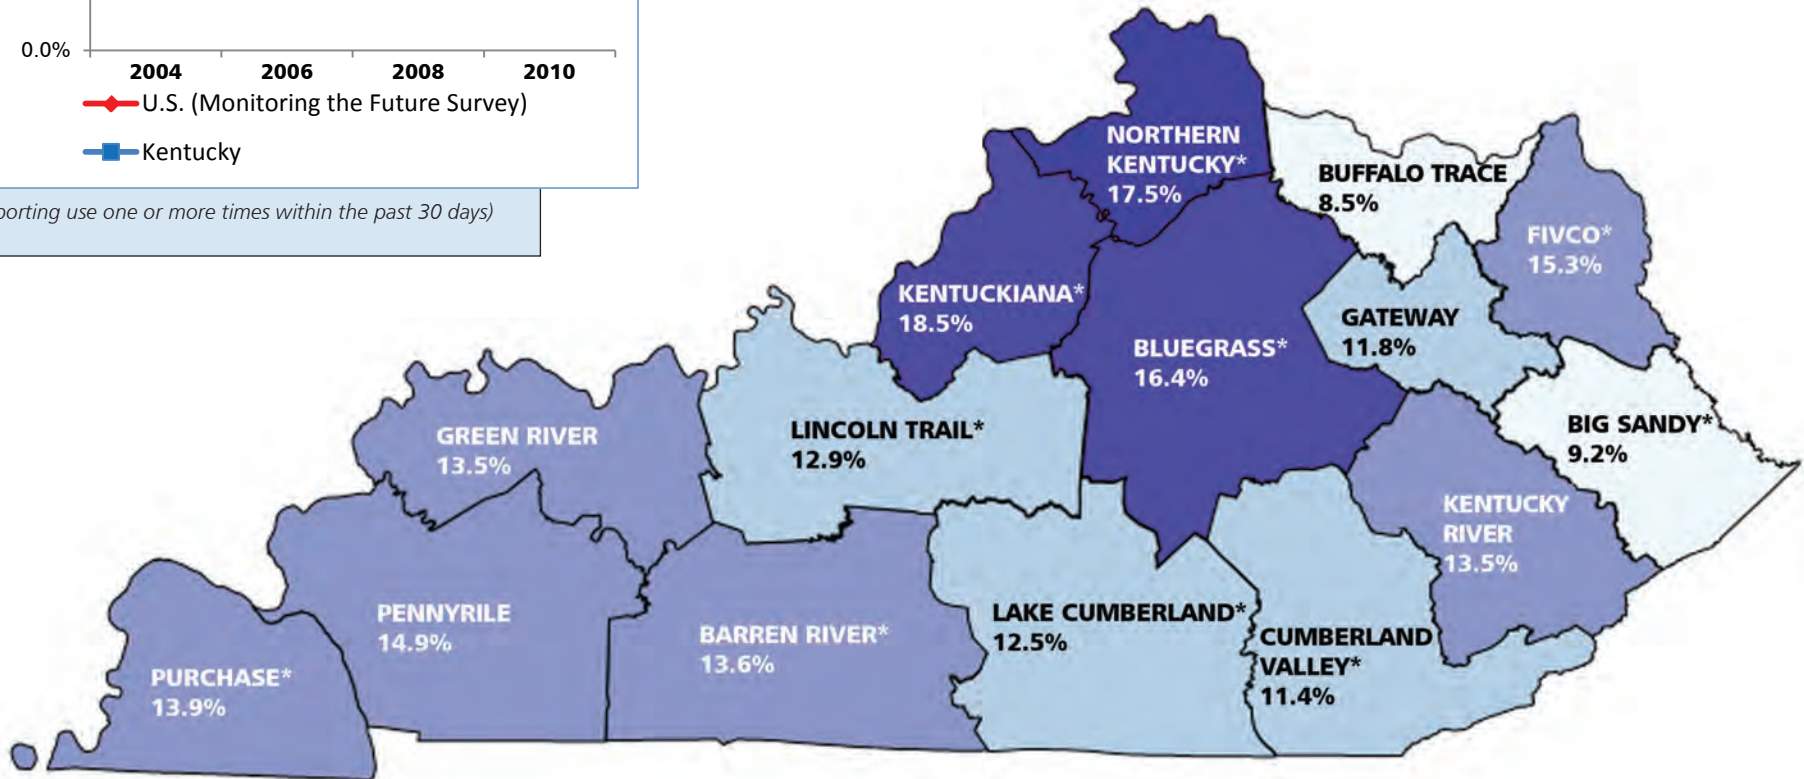 0.0%
2004 2006 2008 2010
U.S. (Monitoring the Future Survey)
Kentucky
porting use one or more times within the past 30 days)
NORTHERN
KENTUCKY*
17.5%
BUFFALO TRACE
8.5%
FIVCO*
15.3%
KENTUCKIANA*
18.5%
GATEWAY
11.8%
BLUEGRASS*
16.4%
GREEN RIVER
13.5%
LINCOLN TRAIL*
12.9%
BIG SANDY*
9.2%
KENTUCKY
RIVER
13.5%
PENNYRILE
14.9%
BARREN RIVER*
13.6%
LAKE CUMBERLAND*
12.5%
CUMBERLAND
VALLEY*
11.4%
PURCHASE*
13.9%